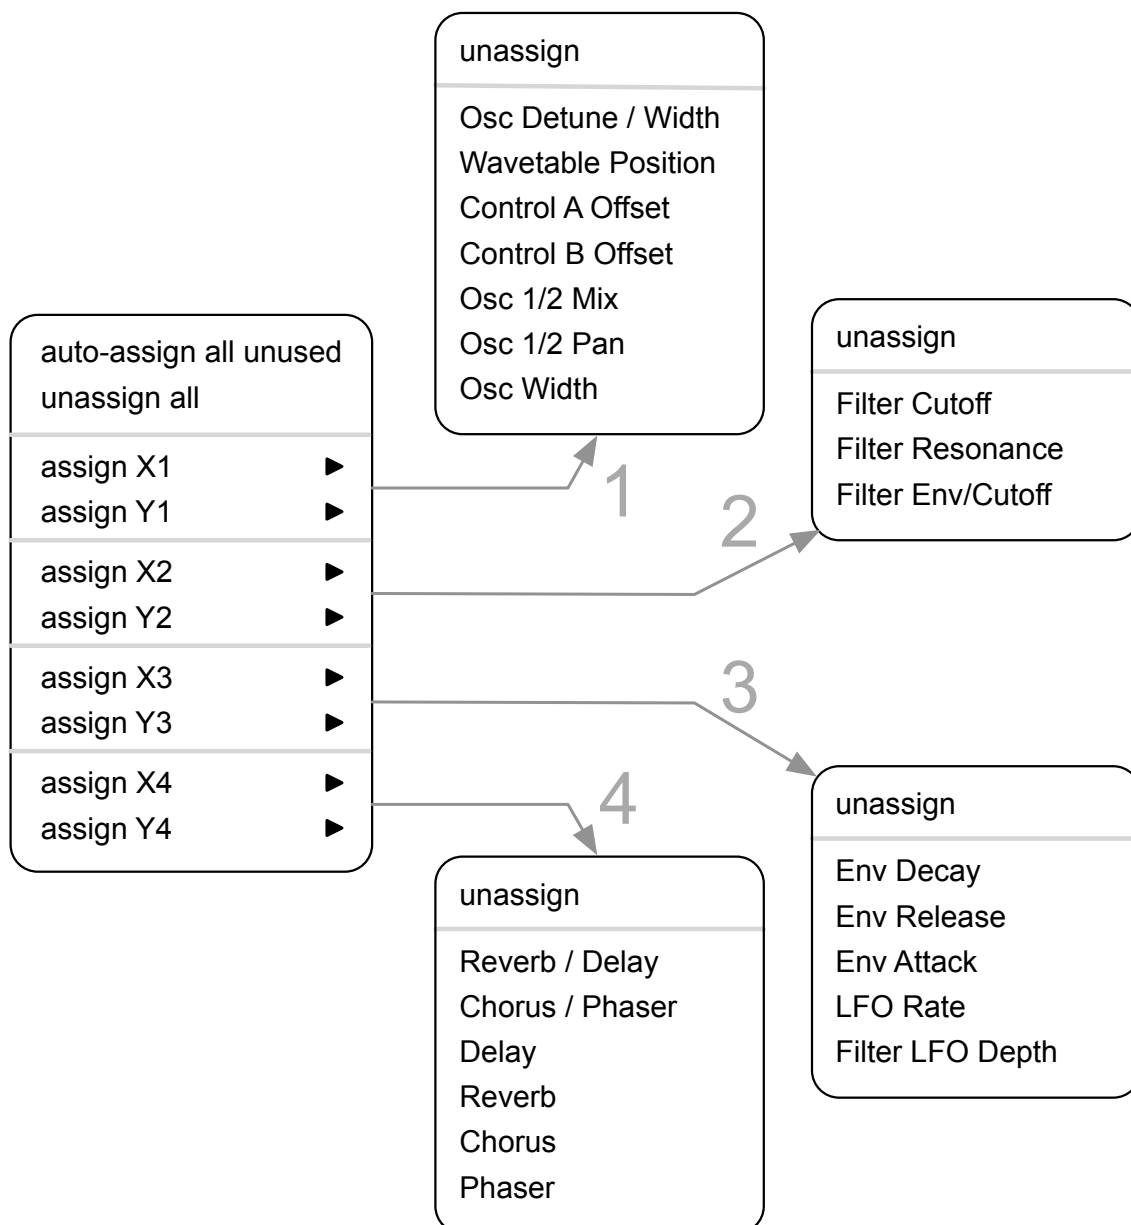 unassign
Osc Detune / Width
Wavetable Position
Control A Offset
Control B Offset
Osc 1/2 Mix
Osc 1/2 Pan
Osc Width
auto-assign all unused
unassign all
assign X1
assign Y1
assign X2
assign Y2
assign X3
assign Y3
assign X4
assign Y4
1
2
3
4
unassign
Filter Cutoff
Filter Resonance
Filter Env/Cutoff
unassign
Env Decay
Env Release
Env Attack
LFO Rate
Filter LFO Depth
unassign
Reverb / Delay
Chorus / Phaser
Delay
Reverb
Chorus
Phaser